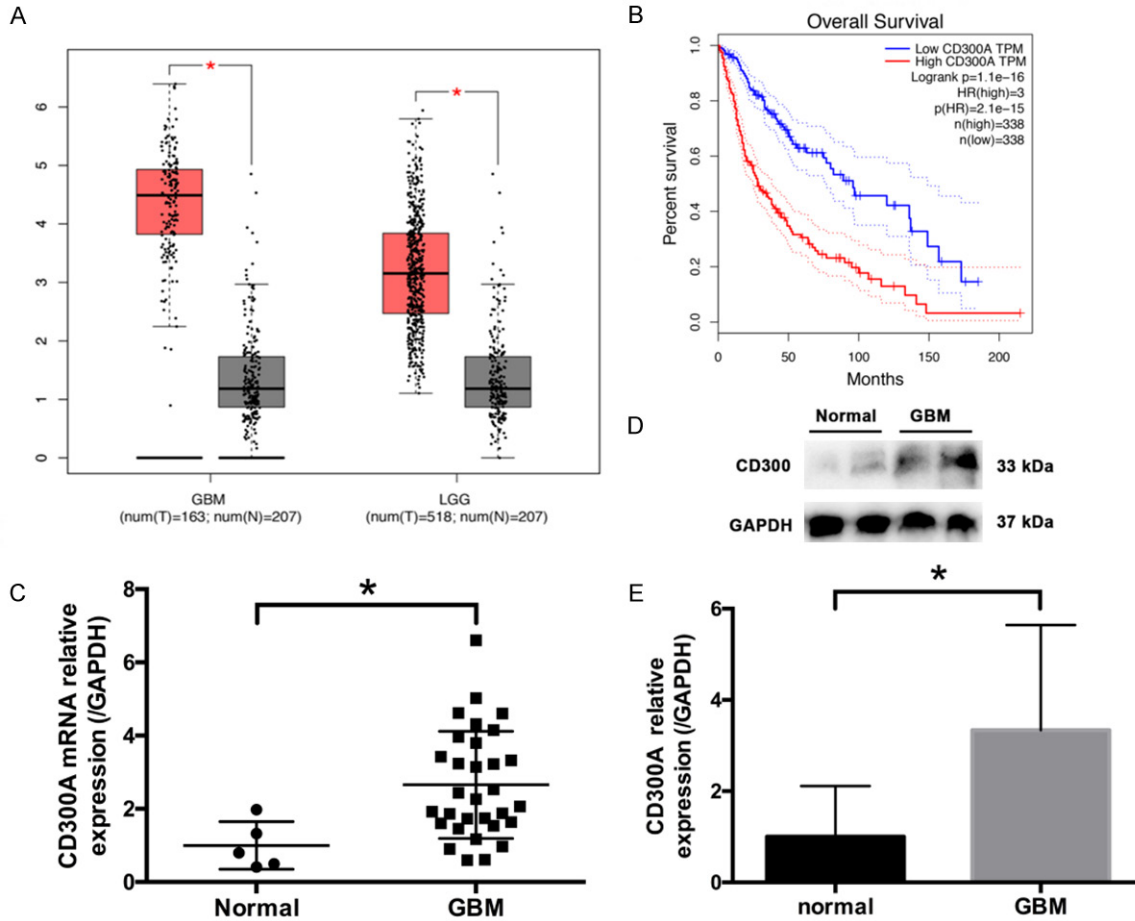 A
6
5
4
3
2
1
0
*
*
GBM
(num(T)=163; num(N)=207)
LGG
(num(T)=518; num(N)=207)
B
Overall Survival
Low CD300A TPM
High CD300A TPM
Logrank p=1.1e−16
HR(high)=3
p(HR)=2.1e−15
n(high)=338
n(low)=338
Percent survival
1.0
0.8
0.6
0.4
0.2
0.0
0 50 100 150 200
Months
D
Normal GBM
CD300 33 kDa
GAPDH 37 kDa
C
CD300A mRNA relative
expression (/GAPDH)
8
6
4
2
0
*
Normal GBM
E
CD300A relative
expression (/GAPDH)
6
4
2
0
*
normal GBM